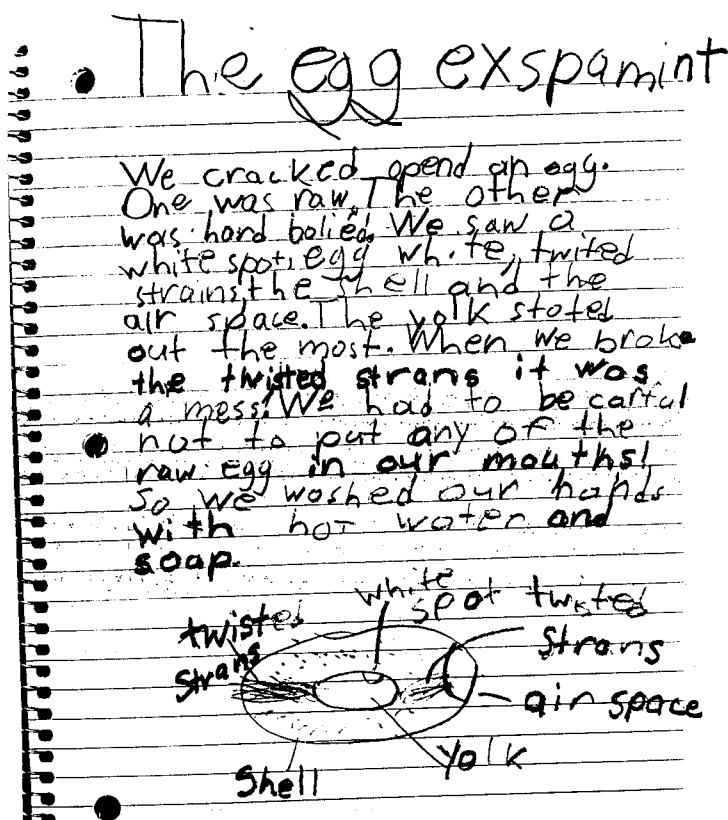 The egg exspamint
We cracked opend an egg.
One was raw. The other
was hard bolied. We saw a
white spot, egg white, twited
strains, the shell and the
air space. The yolk stoted
out the most. When we broke
the twisted strans it was
a mess! We had to be carful
not to put any of the
raw egg in our mouths!
So we washed our hands
with hot water and
soap.
white
spot
twisted
strans
twisted
strans
air space
yolk
Shell